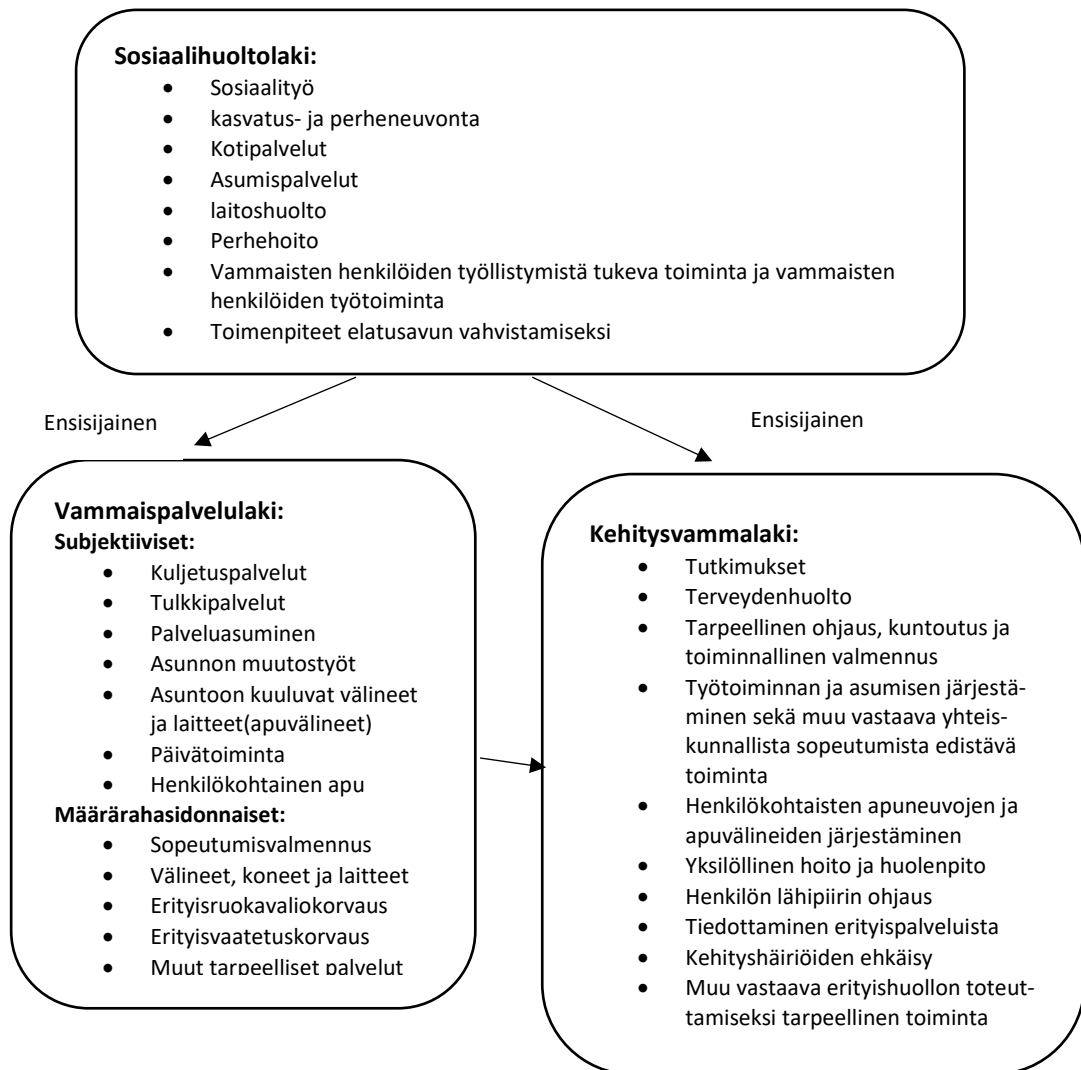 Sosiaalihuoltolaki:
• Sosiaalityö
• kasvatus- ja perheneuvonta
• Kotipalvelut
• Asumispalvelut
• laitoshuolto
• Perhehoito
• Vammaisten henkilöiden työllistymistä tukeva toiminta ja vammaisten
henkilöiden työtoiminta
• Toimenpiteet elatusavun vahvistamiseksi
Ensisijainen
Ensisijainen
Vammaispalvelulaki:
Subjektiiviset:
• Kuljetuspalvelut
• Tulkkipalvelut
• Palveluasuminen
• Asunnon muutostyöt
• Asuntoon kuuluvat välineet
ja laitteet(apuvälineet)
• Päivätoiminta
• Henkilökohtainen apu
Määrärahasidonnaiset:
• Sopeutumisvalmennus
• Välineet, koneet ja laitteet
• Erityisruokavaliokorvaus
• Erityisvaatetuskorvaus
• Muut tarpeelliset palvelut
Kehitysvammalaki:
• Tutkimukset
• Terveydenhuolto
• Tarpeellinen ohjaus, kuntoutus ja
toiminnallinen valmennus
• Työtoiminnan ja asumisen järjestä-
minen sekä muu vastaava yhteis-
kunnallista sopeutumista edistävä
toiminta
• Henkilökohtaisten apuneuvojen ja
apuvälineiden järjestäminen
• Yksilöllinen hoito ja huolenpito
• Henkilön lähipiirin ohjaus
• Tiedottaminen erityispalveluista
• Kehityshäiriöiden ehkäisy
• Muu vastaava erityishuollon toteut-
tamiseksi tarpeellinen toiminta